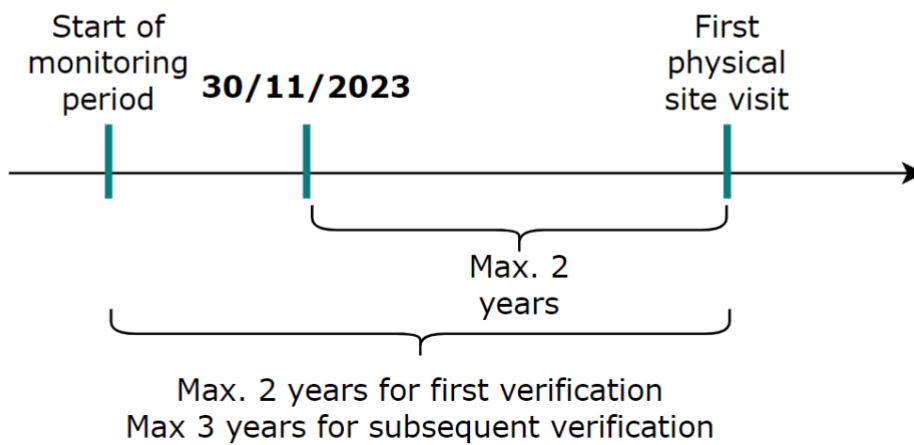 Start of
monitoring
period
30/11/2023
First
physical
site visit
Max. 2
years
Max. 2 years for first verification
Max 3 years for subsequent verification